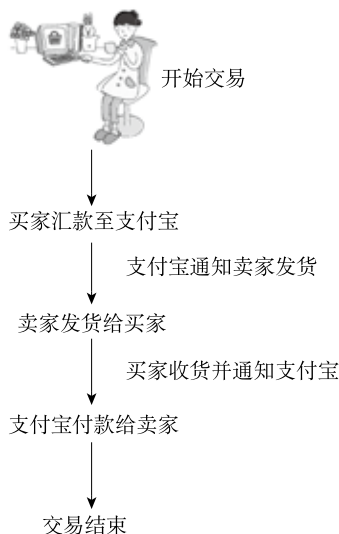 开始交易
买家汇款至支付宝
支付宝通知卖家发货
卖家发货给买家
买家收货并通知支付宝
支付宝付款给卖家
交易结束